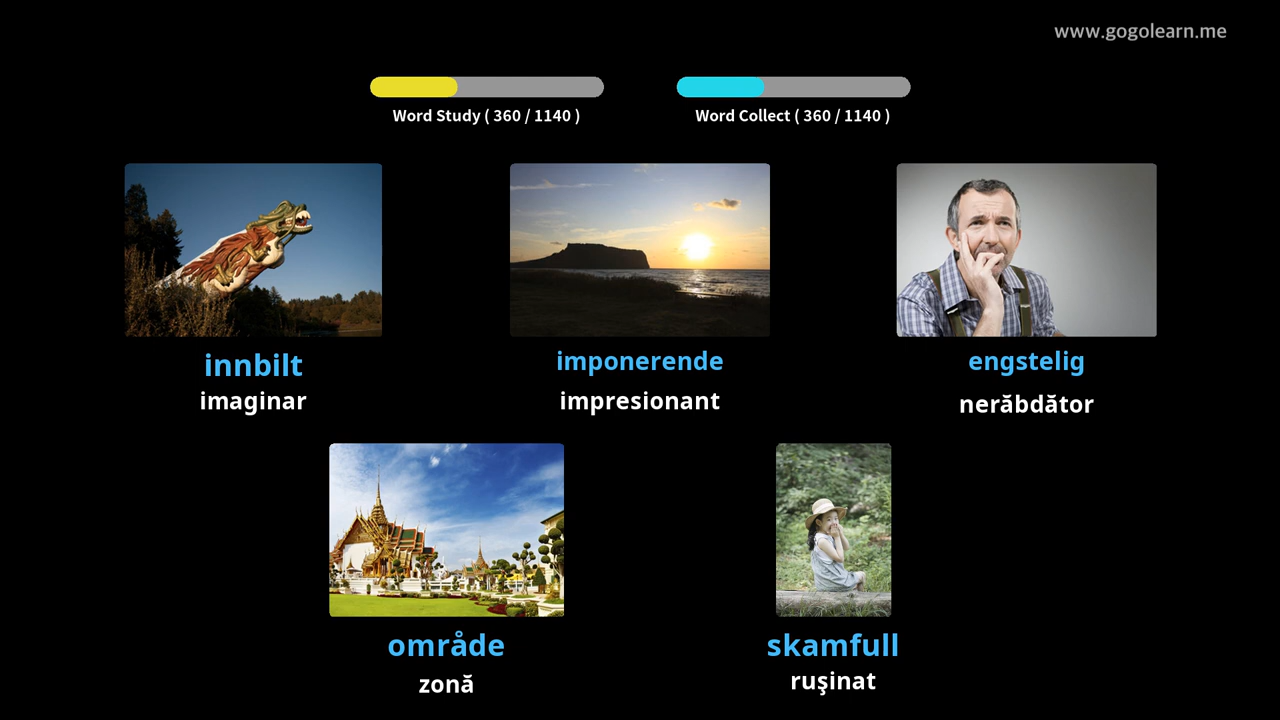 www.gogolearn.me
Word Study ( 360 / 1140 )
Word Collect ( 360 / 1140 )
innbilt
imaginar
imponerende
impresionant
engstelig
nerăbdător
område
zonă
skamfull
ruşinat